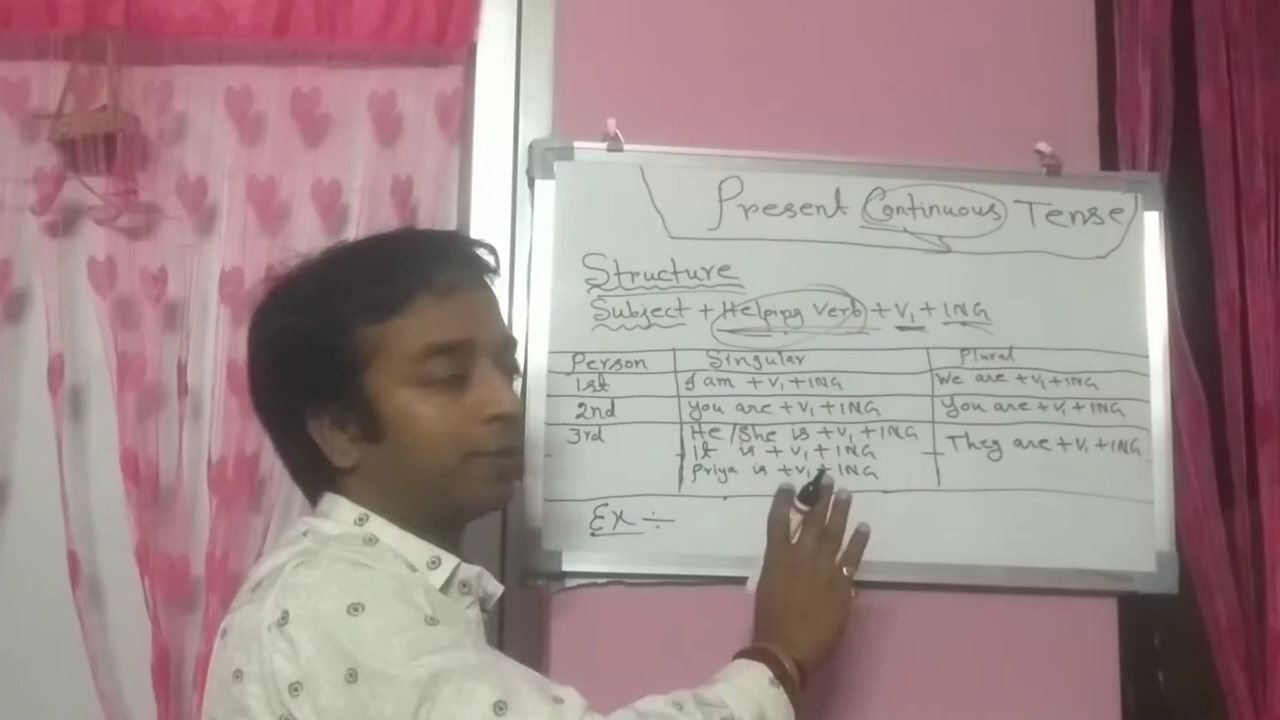 Present Continuous Tense
Structure
Subject + Helping verb + V1 + ING
Person Singular Plural
1st I am + V1 + ING We are + V1 + ING
2nd You are + V1 + ING You are + V1 + ING
3rd He/She is + V1 + ING They are + V1 + ING
It is + V1 + ING
Priya is + V1 + ING
Ex ÷